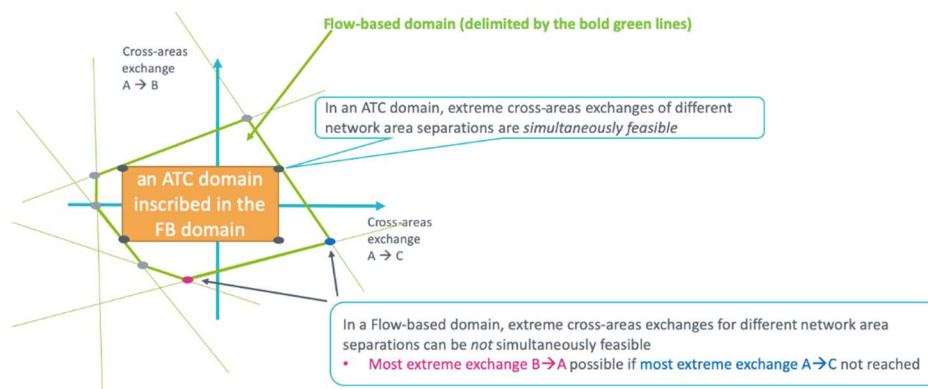 Flow-based domain (delimited by the bold green lines)
Cross-areas
exchange
A → B
In an ATC domain, extreme cross-areas exchanges of different
network area separations are simultaneously feasible
an ATC domain
inscribed in the
FB domain
Cross-areas
exchange
A → C
In a Flow-based domain, extreme cross-areas exchanges for different network area
separations can be not simultaneously feasible
• Most extreme exchange B→A possible if most extreme exchange A→C not reached